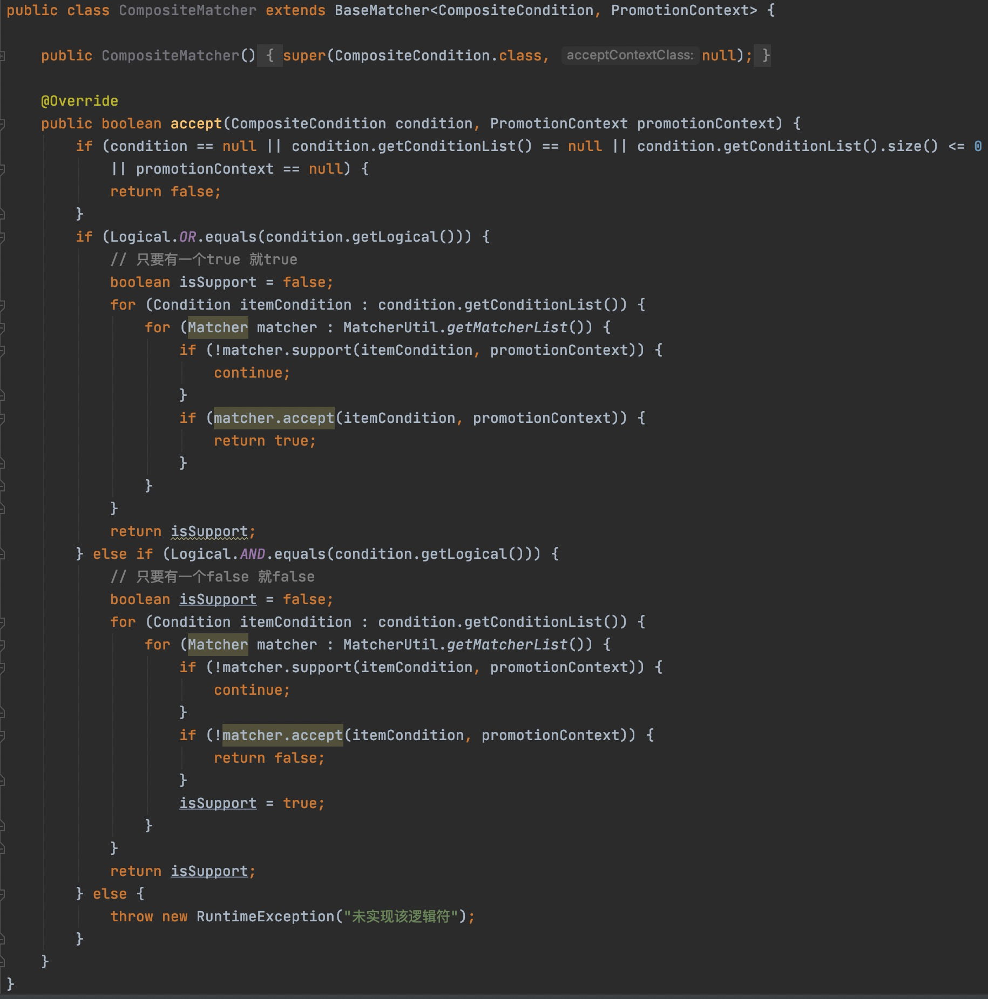 public class CompositeMatcher extends BaseMatcher<CompositeCondition, PromotionContext> {
public CompositeMatcher() { super(CompositeCondition.class, acceptContextClass: null); }
@Override
public boolean accept(CompositeCondition condition, PromotionContext promotionContext) {
if (condition == null || condition.getConditionList() == null || condition.getConditionList().size() <= 0
|| promotionContext == null) {
return false;
}
if (Logical.OR.equals(condition.getLogical())) {
// 只要有一个true 就true
boolean isSupport = false;
for (Condition itemCondition : condition.getConditionList()) {
for (Matcher matcher : MatcherUtil.getMatcherList()) {
if (!matcher.support(itemCondition, promotionContext)) {
continue;
}
if (matcher.accept(itemCondition, promotionContext)) {
return true;
}
}
}
return isSupport;
} else if (Logical.AND.equals(condition.getLogical())) {
// 只要有一个false 就false
boolean isSupport = false;
for (Condition itemCondition : condition.getConditionList()) {
for (Matcher matcher : MatcherUtil.getMatcherList()) {
if (!matcher.support(itemCondition, promotionContext)) {
continue;
}
if (!matcher.accept(itemCondition, promotionContext)) {
return false;
}
isSupport = true;
}
}
return isSupport;
} else {
throw new RuntimeException("未实现该逻辑符");
}
}
}